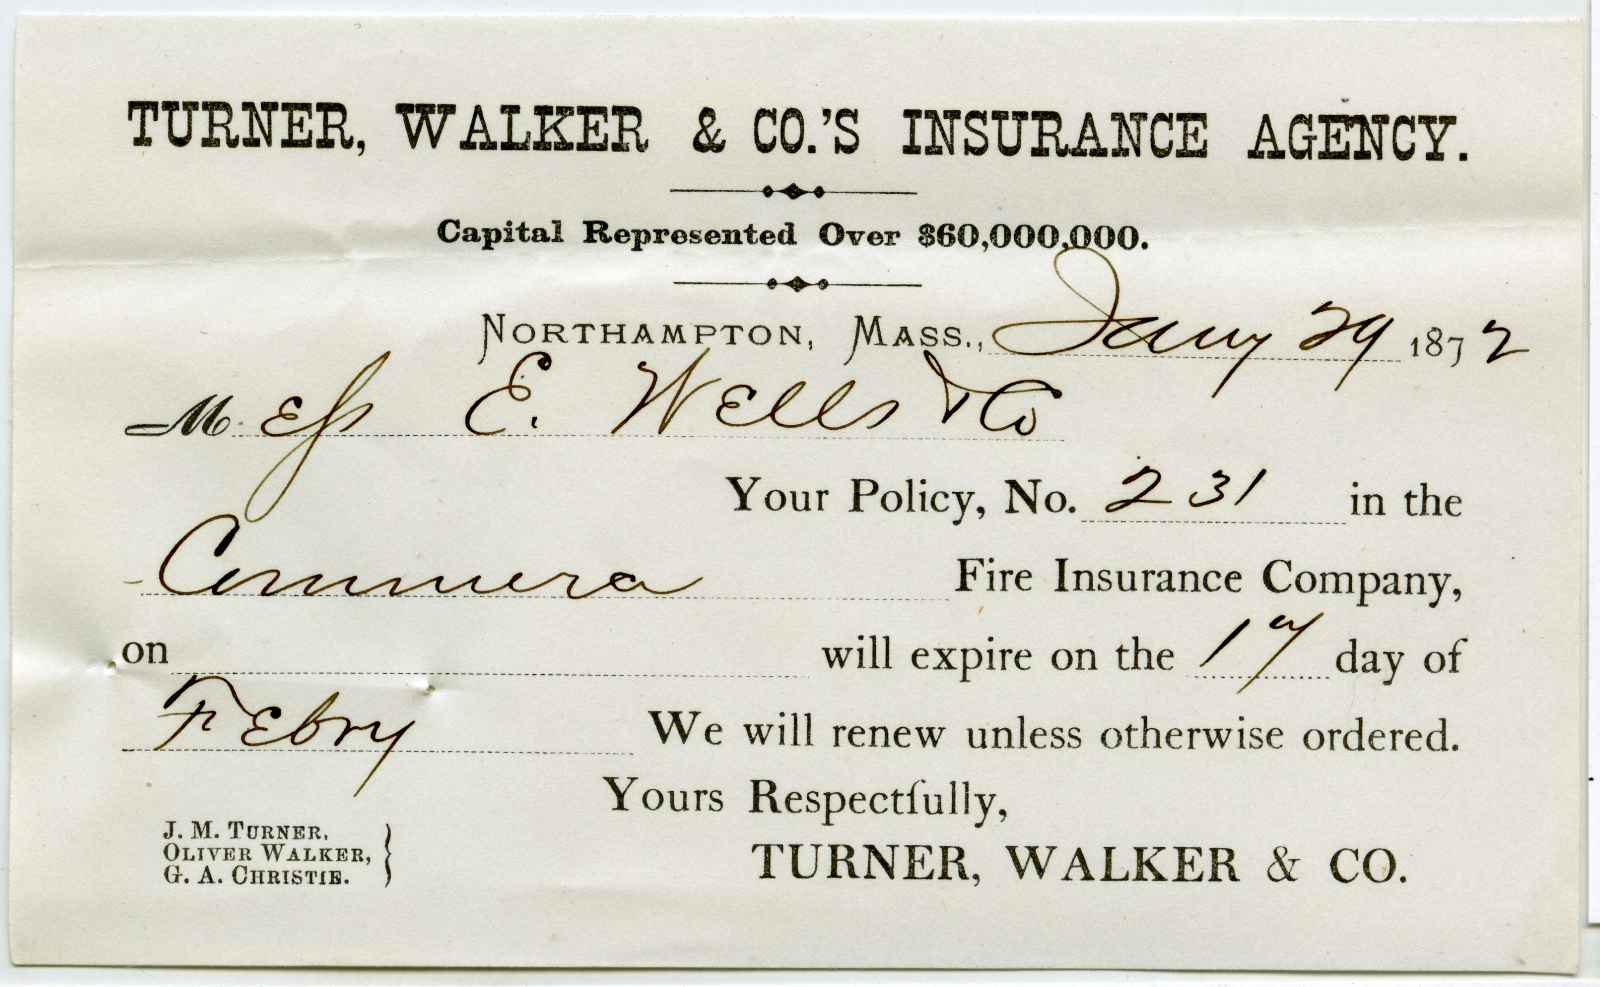 TURNER, WALKER & CO.'S INSURANCE AGENCY.
Capital Represented Over $60,000,000.
NORTHAMPTON, MASS., Jany 29 1872
M. ess E. Wells & Co
Your Policy, No. 231 in the
Commerce Fire Insurance Company,
on will expire on the 17 day of
Febry We will renew unless otherwise ordered.
Yours Respectfully,
J. M. TURNER,
OLIVER WALKER,
G. A. CHRISTIE.
TURNER, WALKER & CO.